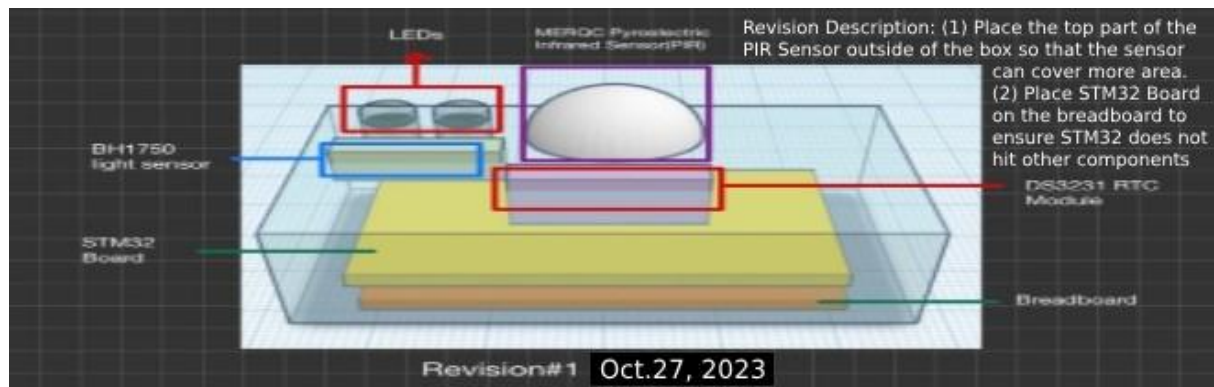 LEDs
MERQC Pyroelectric
Infrared Sensor(PIR)
Revision Description: (1) Place the top part of the
PIR Sensor outside of the box so that the sensor
can cover more area.
(2) Place STM32 Board
on the breadboard to
ensure STM32 does not
hit other components
BH1750
light sensor
DS3231 RTC
Module
STM32
Board
Breadboard
Revision#1 Oct.27, 2023